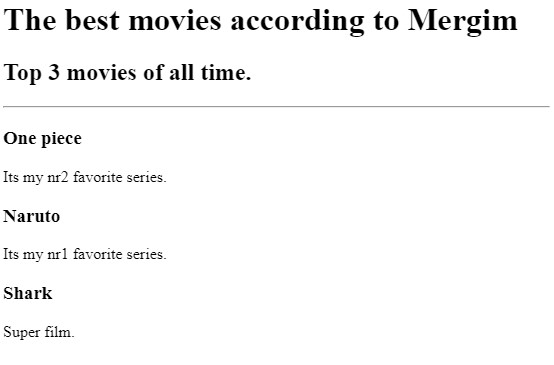 The best movies according to Mergim
Top 3 movies of all time.
One piece
Its my nr2 favorite series.
Naruto
Its my nr1 favorite series.
Shark
Super film.